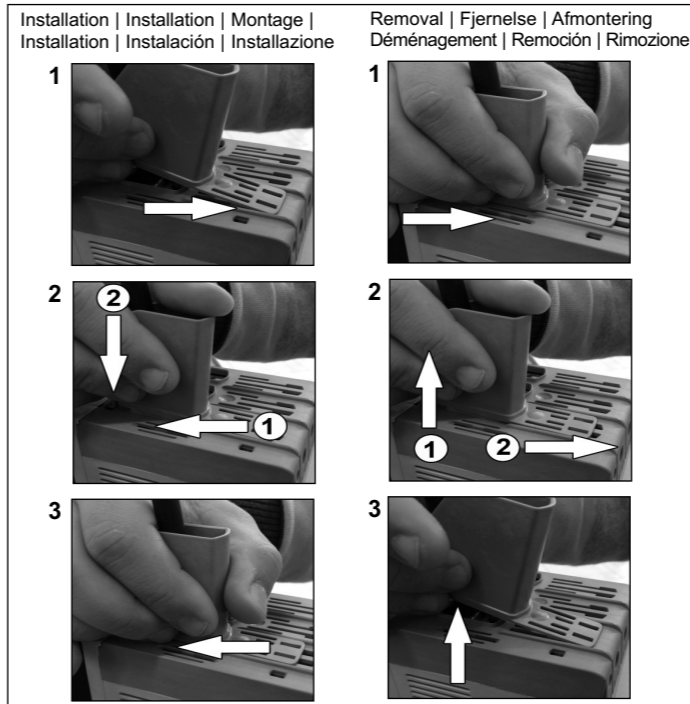 Installation | Installation | Montage |
Installation | Instalación | Installazione
1
2
2
1
3
Removal | Fjernelse | Afmontering
Déménagement | Remoción | Rimozione
1
2
1
2
3